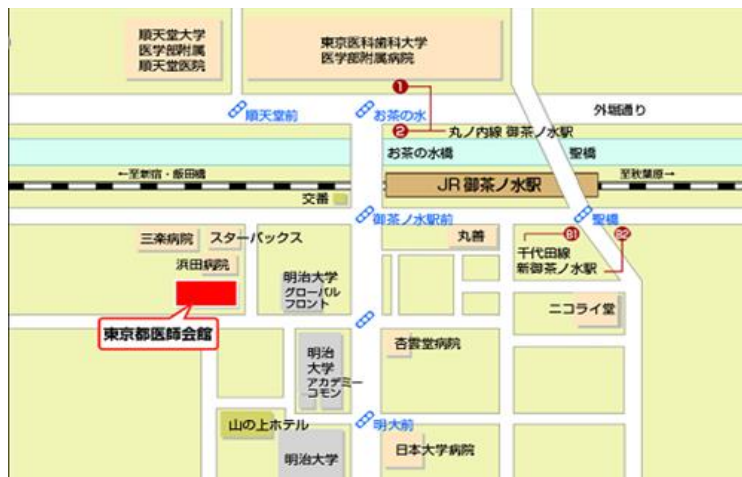 順天堂大学
医学部附属
順天堂医院
東京医科歯科大学
医学部附属病院
1
順天堂前
お茶の水
外堀通り
2
丸ノ内線 御茶ノ水駅
お茶の水橋
聖橋
←至新宿・飯田橋
JR 御茶ノ水駅
至秋葉原→
交番
御茶ノ水駅前
聖橋
三楽病院
スターバックス
丸善
B1
B2
千代田線
新御茶ノ水駅
浜田病院
明治大学
グローバル
フロント
ニコライ堂
東京都医師会館
杏雲堂病院
明治
大学
アカデミー
コモン
山の上ホテル
明大前
明治大学
日本大学病院